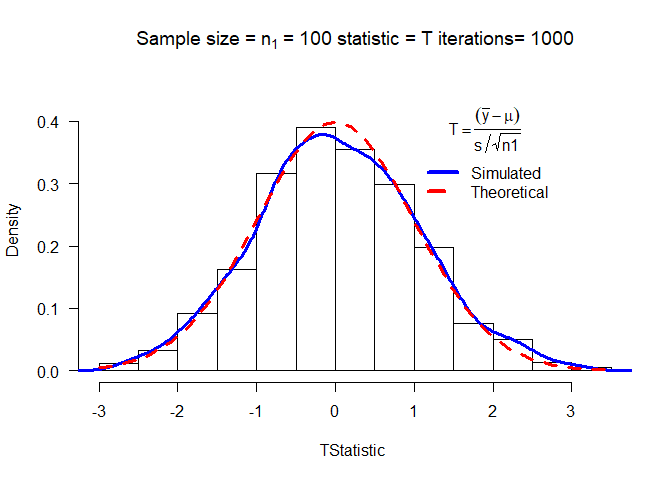 Sample size = n₁ = 100 statistic = T iterations= 1000
T = (y̅ − μ) / s /√n1
Simulated
Theoretical
Density
0.4
0.3
0.2
0.1
0.0
-3 -2 -1 0 1 2 3
TStatistic